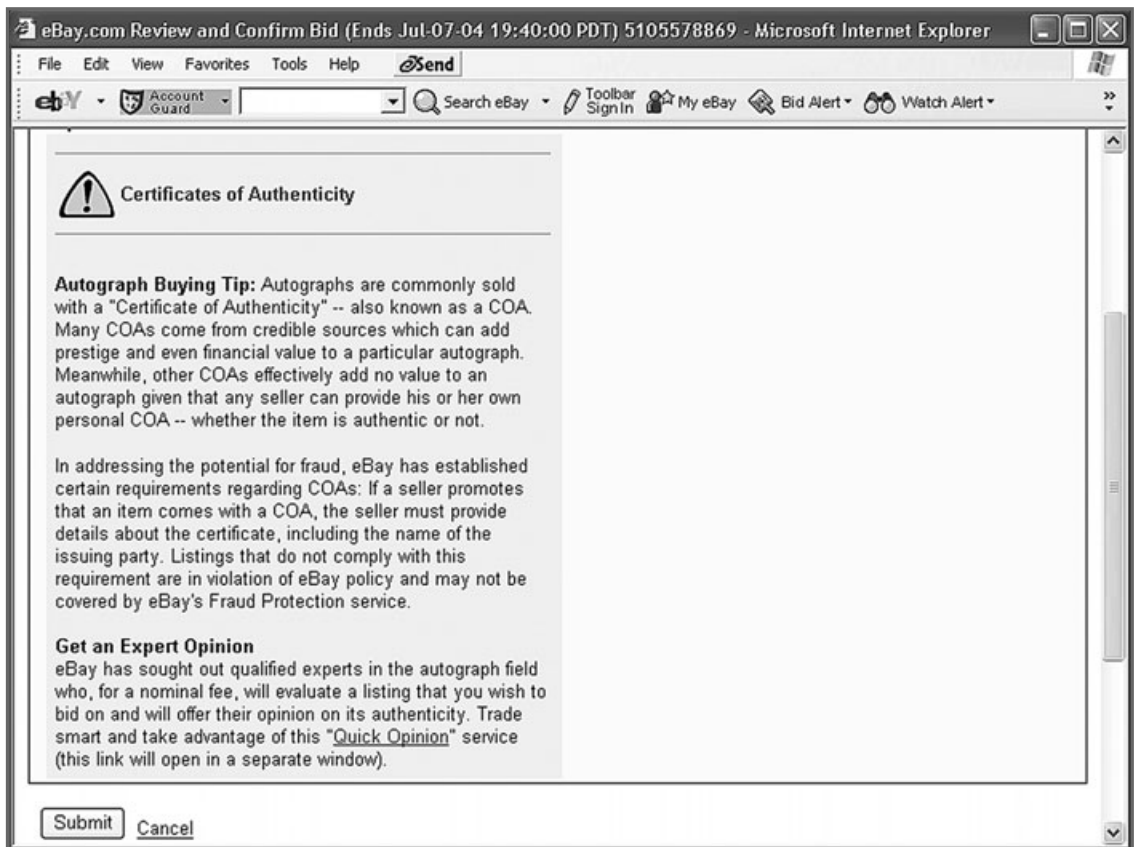 eBay.com Review and Confirm Bid (Ends Jul-07-04 19:40:00 PDT) 5105578869 - Microsoft Internet Explorer
File Edit View Favorites Tools Help Send
ebY Account Guard Search eBay Toolbar Sign In My eBay Bid Alert Watch Alert
Certificates of Authenticity
Autograph Buying Tip: Autographs are commonly sold
with a "Certificate of Authenticity" -- also known as a COA.
Many COAs come from credible sources which can add
prestige and even financial value to a particular autograph.
Meanwhile, other COAs effectively add no value to an
autograph given that any seller can provide his or her own
personal COA -- whether the item is authentic or not.
In addressing the potential for fraud, eBay has established
certain requirements regarding COAs: If a seller promotes
that an item comes with a COA, the seller must provide
details about the certificate, including the name of the
issuing party. Listings that do not comply with this
requirement are in violation of eBay policy and may not be
covered by eBay's Fraud Protection service.
Get an Expert Opinion
eBay has sought out qualified experts in the autograph field
who, for a nominal fee, will evaluate a listing that you wish to
bid on and will offer their opinion on its authenticity. Trade
smart and take advantage of this "Quick Opinion" service
(this link will open in a separate window).
Submit Cancel